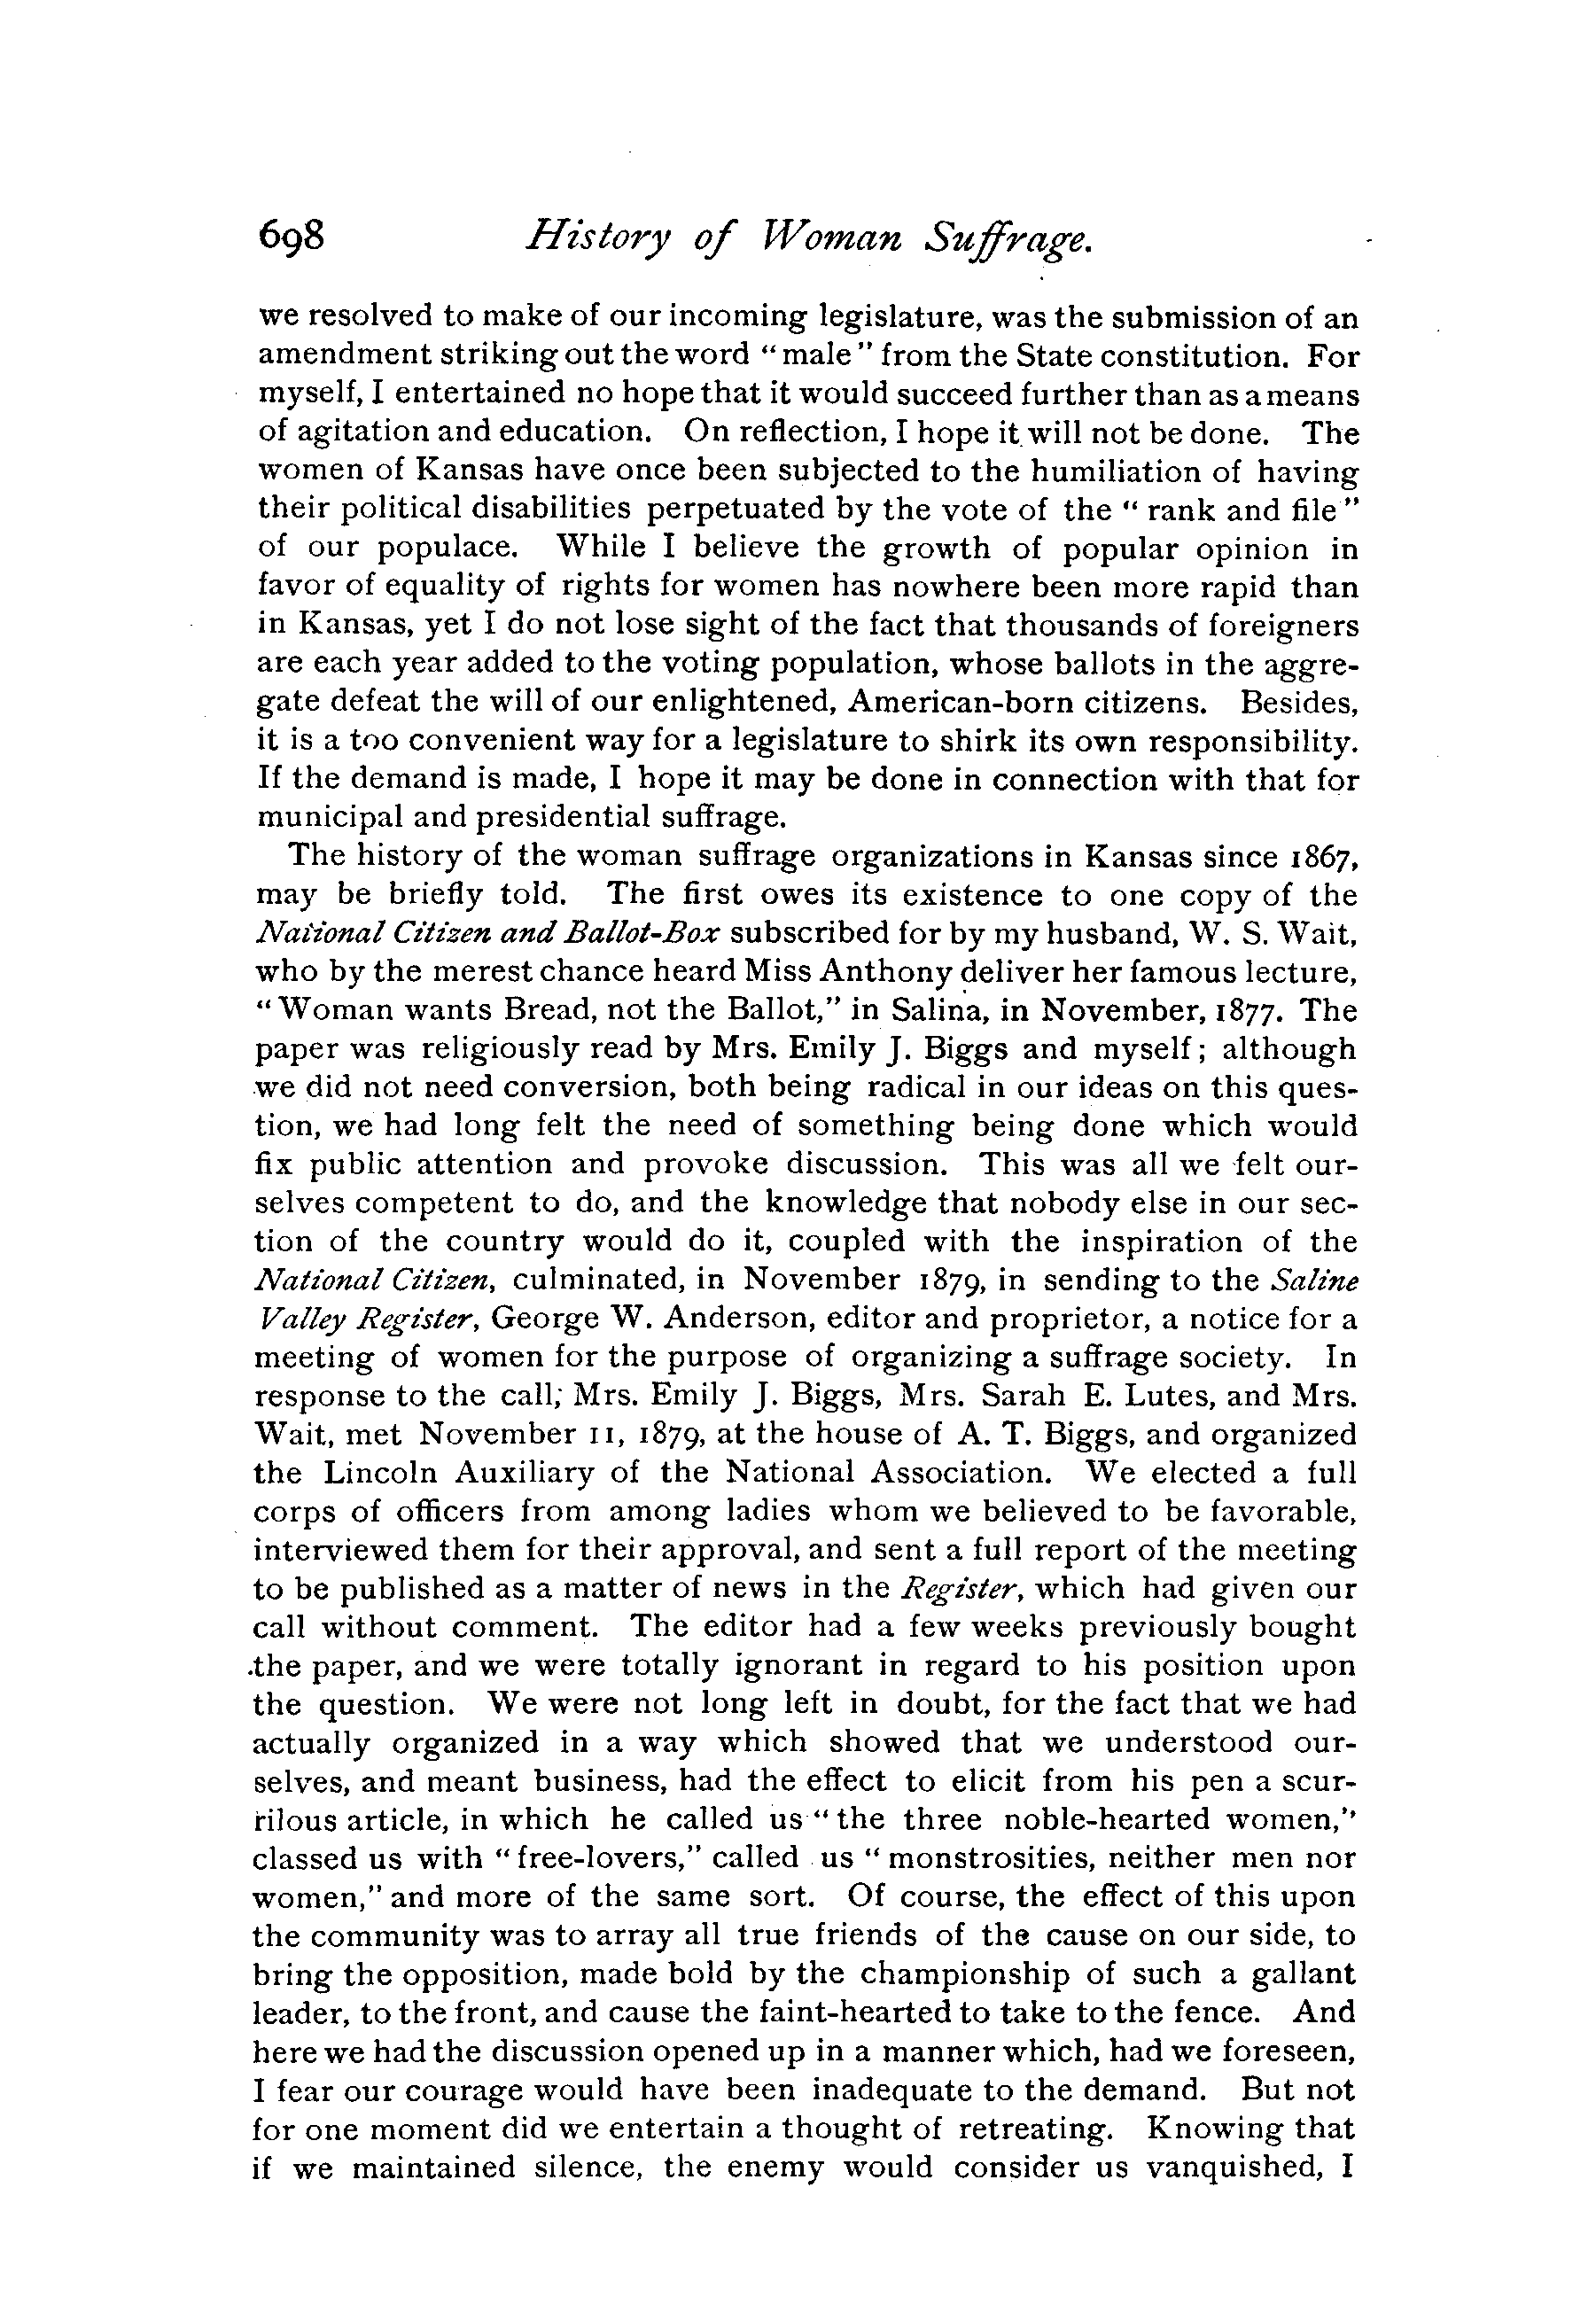 698 History of Woman Suffrage.
we resolved to make of our incoming legislature, was the submission of an
amendment striking out the word “male” from the State constitution. For
myself, I entertained no hope that it would succeed further than as a means
of agitation and education. On reflection, I hope it will not be done. The
women of Kansas have once been subjected to the humiliation of having
their political disabilities perpetuated by the vote of the “rank and file”
of our populace. While I believe the growth of popular opinion in
favor of equality of rights for women has nowhere been more rapid than
in Kansas, yet I do not lose sight of the fact that thousands of foreigners
are each year added to the voting population, whose ballots in the aggre-
gate defeat the will of our enlightened, American-born citizens. Besides,
it is a too convenient way for a legislature to shirk its own responsibility.
If the demand is made, I hope it may be done in connection with that for
municipal and presidential suffrage.
The history of the woman suffrage organizations in Kansas since 1867,
may be briefly told. The first owes its existence to one copy of the
National Citizen and Ballot-Box subscribed for by my husband, W. S. Wait,
who by the merest chance heard Miss Anthony deliver her famous lecture,
“Woman wants Bread, not the Ballot,” in Salina, in November, 1877. The
paper was religiously read by Mrs. Emily J. Biggs and myself; although
we did not need conversion, both being radical in our ideas on this ques-
tion, we had long felt the need of something being done which would
fix public attention and provoke discussion. This was all we felt our-
selves competent to do, and the knowledge that nobody else in our sec-
tion of the country would do it, coupled with the inspiration of the
National Citizen, culminated, in November 1879, in sending to the Saline
Valley Register, George W. Anderson, editor and proprietor, a notice for a
meeting of women for the purpose of organizing a suffrage society. In
response to the call; Mrs. Emily J. Biggs, Mrs. Sarah E. Lutes, and Mrs.
Wait, met November 11, 1879, at the house of A. T. Biggs, and organized
the Lincoln Auxiliary of the National Association. We elected a full
corps of officers from among ladies whom we believed to be favorable,
interviewed them for their approval, and sent a full report of the meeting
to be published as a matter of news in the Register, which had given our
call without comment. The editor had a few weeks previously bought
the paper, and we were totally ignorant in regard to his position upon
the question. We were not long left in doubt, for the fact that we had
actually organized in a way which showed that we understood our-
selves, and meant business, had the effect to elicit from his pen a scur-
rilous article, in which he called us “the three noble-hearted women,”
classed us with “free-lovers,” called us “monstrosities, neither men nor
women,” and more of the same sort. Of course, the effect of this upon
the community was to array all true friends of the cause on our side, to
bring the opposition, made bold by the championship of such a gallant
leader, to the front, and cause the faint-hearted to take to the fence. And
here we had the discussion opened up in a manner which, had we foreseen,
I fear our courage would have been inadequate to the demand. But not
for one moment did we entertain a thought of retreating. Knowing that
if we maintained silence, the enemy would consider us vanquished, I